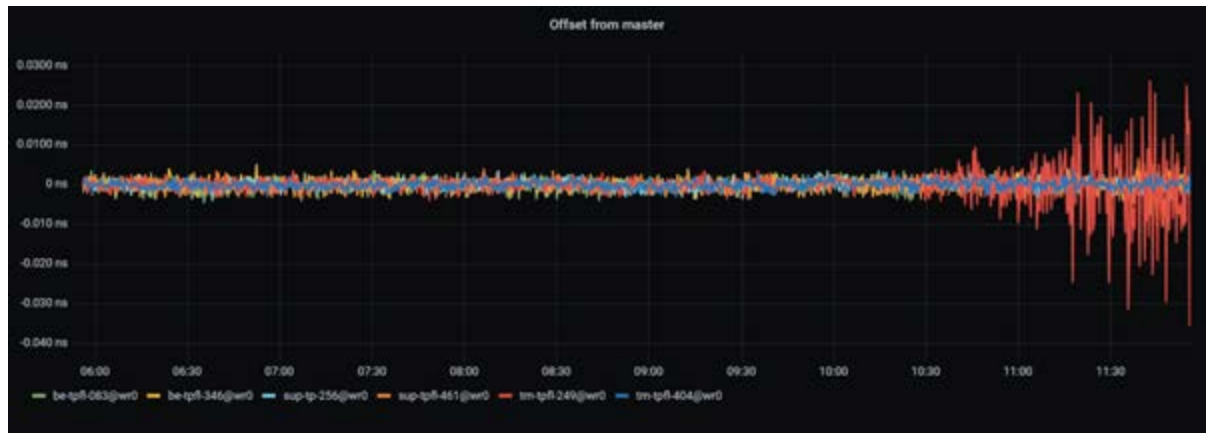 Offset from master
0.0300 ns
0.0200 ns
0.0100 ns
0 ns
-0.010 ns
-0.020 ns
-0.030 ns
-0.040 ns
06:00 06:30 07:00 07:30 08:00 08:30 09:00 09:30 10:00 10:30 11:00 11:30
be-tpfl-083@wr0 be-tpfl-346@wr0 sup-tp-256@wr0 sup-tpfl-461@wr0 tm-tpfl-249@wr0 tm-tpfl-404@wr0